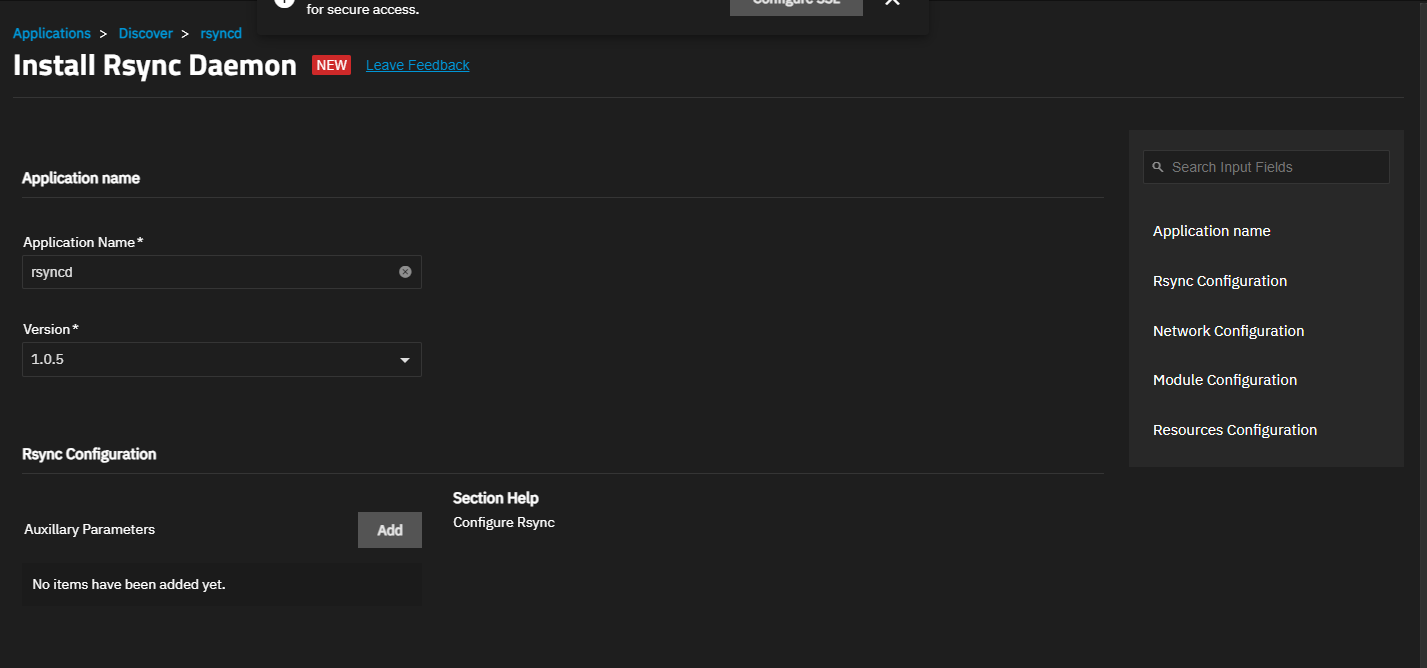 for secure access.
Configure SSL
Applications > Discover > rsyncd
Install Rsync Daemon NEW Leave Feedback
Search Input Fields
Application name
Rsync Configuration
Network Configuration
Module Configuration
Resources Configuration
Application name
Application Name*
rsyncd
Version*
1.0.5
Rsync Configuration
Auxillary Parameters
Add
No items have been added yet.
Section Help
Configure Rsync